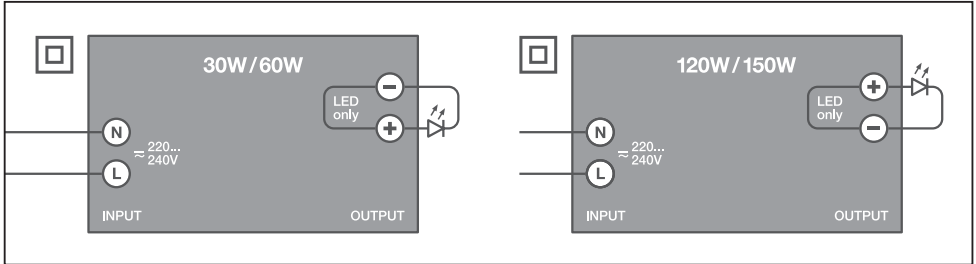 30W/60W
−
LED
only
+
N
≂ 220...
240V
L
INPUT
OUTPUT
120W/150W
+
LED
only
−
N
≂ 220...
240V
L
INPUT
OUTPUT